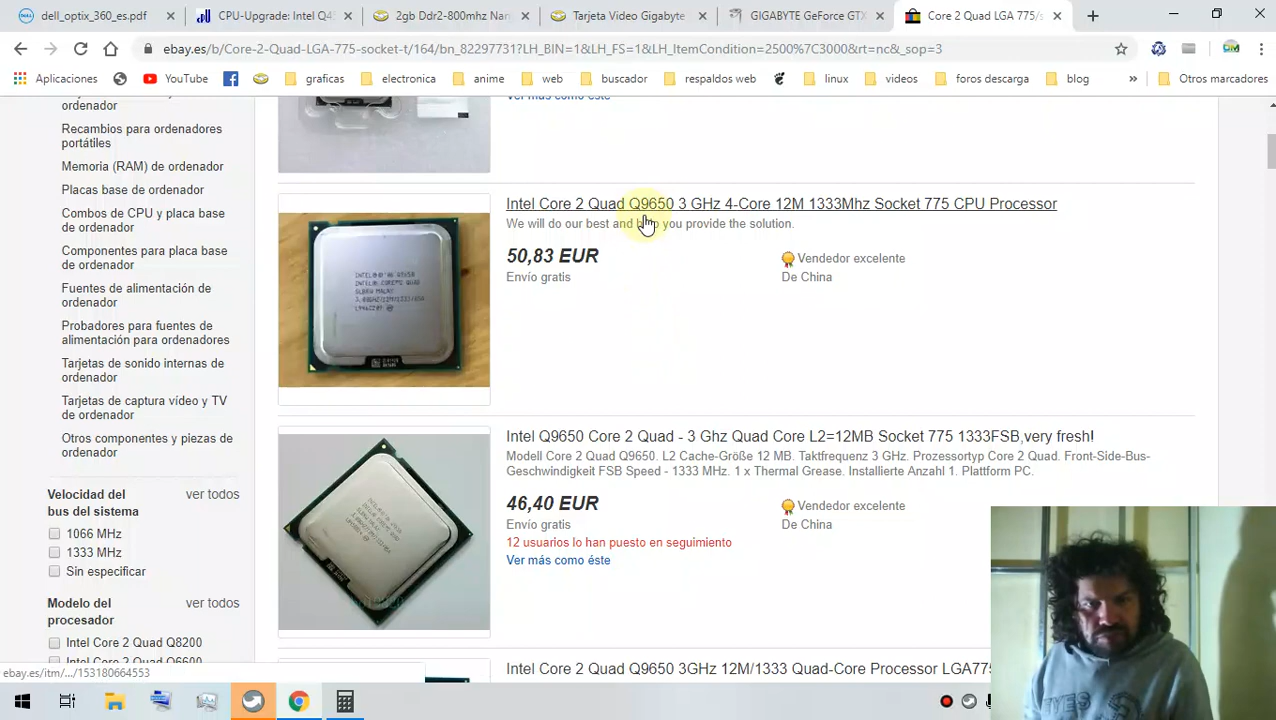 dell_optix_360_es.pdf
CPU-Upgrade: Intel Q4
2gb Ddr2-800mhz Nan
Tarjeta Video Gigabyte
GIGABYTE GeForce GTX
Core 2 Quad LGA 775/s
ebay.es/b/Core-2-Quad-LGA-775-socket-t/164/bn_82297731?LH_BIN=1&LH_FS=1&LH_ItemCondition=2500%7C3000&rt=nc&_sop=3
Aplicaciones
YouTube
graficas
electronica
anime
web
buscador
respaldos web
linux
videos
foros descarga
blog
»
Otros marcadores
ordenador
Recambios para ordenadores
portátiles
Memoria (RAM) de ordenador
Placas base de ordenador
Combos de CPU y placa base
de ordenador
Componentes para placa base
de ordenador
Fuentes de alimentación de
ordenador
Probadores para fuentes de
alimentación para ordenadores
Tarjetas de sonido internas de
ordenador
Tarjetas de captura vídeo y TV
de ordenador
Otros componentes y piezas de
ordenador
Velocidad del
bus del sistema
ver todos
1066 MHz
1333 MHz
Sin especificar
Modelo del
procesador
ver todos
Intel Core 2 Quad Q8200
Intel Core 2 Quad Q6600
Ver más como éste
Intel Core 2 Quad Q9650 3 GHz 4-Core 12M 1333Mhz Socket 775 CPU Processor
We will do our best and help you provide the solution.
50,83 EUR
Envío gratis
Vendedor excelente
De China
Intel Q9650 Core 2 Quad - 3 Ghz Quad Core L2=12MB Socket 775 1333FSB,very fresh!
Modell Core 2 Quad Q9650. L2 Cache-Größe 12 MB. Taktfrequenz 3 GHz. Prozessortyp Core 2 Quad. Front-Side-Bus-
Geschwindigkeit FSB Speed - 1333 MHz. 1 x Thermal Grease. Installierte Anzahl 1. Plattform PC.
46,40 EUR
Envío gratis
12 usuarios lo han puesto en seguimiento
Ver más como éste
Vendedor excelente
De China
Intel Core 2 Quad Q9650 3GHz 12M/1333 Quad-Core Processor LGA77
ebay.es/itm/.../153180664553